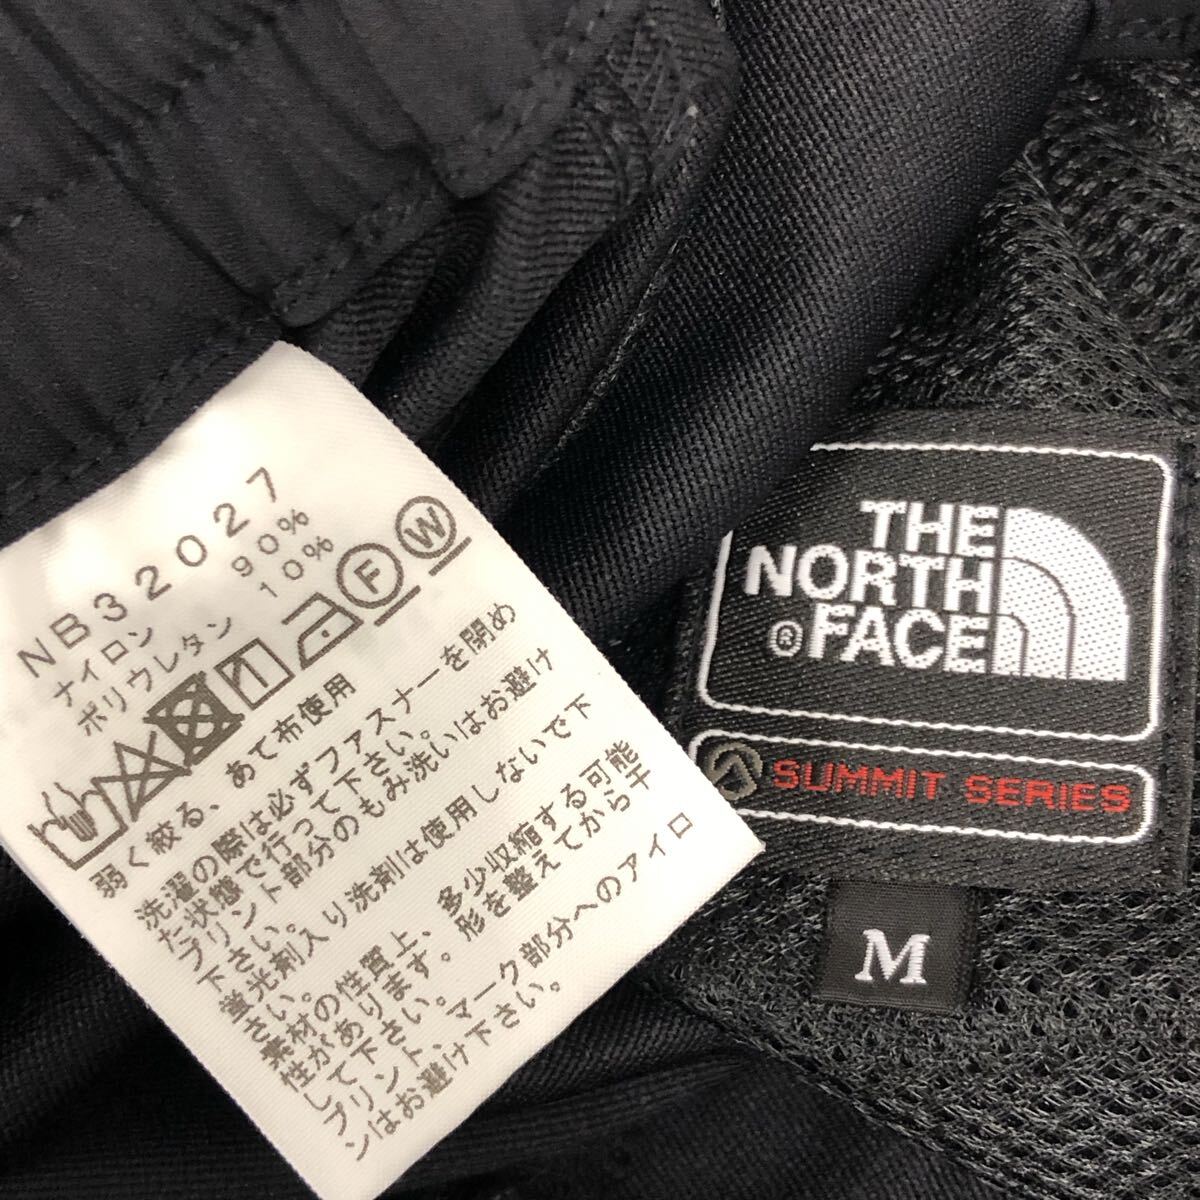 NB32027
ナイロン 90%
ポリウレタン 10%
F W
弱く絞る、あて布使用
洗濯の際は必ずファスナーを閉め
た状態で行って下さい。
プリント部分のもみ洗いはお避け
下さい。
蛍光剤入り洗剤は使用しないで下
さい。
素材の性質上、多少収縮する可能
性があります。形を整えてから干
して下さい。
プリント、マーク部分へのアイロ
ンはお避け下さい。
THE
NORTH
® FACE
SUMMIT SERIES
M